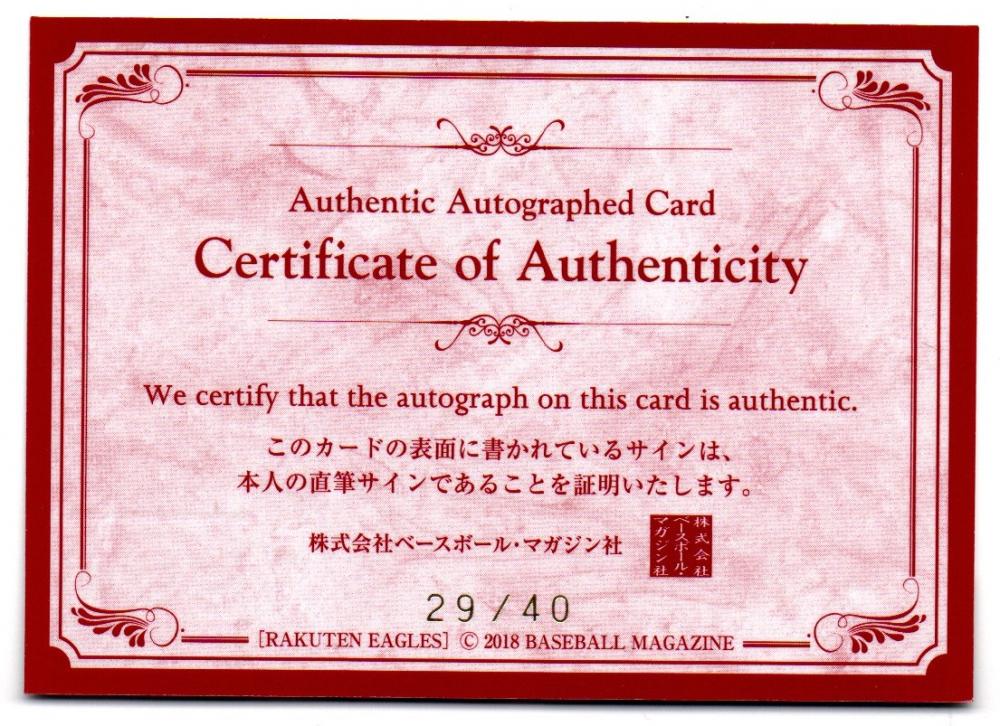 Authentic Autographed Card
Certificate of Authenticity
We certify that the autograph on this card is authentic.
このカードの表面に書かれているサインは、
本人の直筆サインであることを証明いたします。
株式会社ベースボール・マガジン社
株式会社
ベースボール・
マガジン社
29/40
[RAKUTEN EAGLES] © 2018 BASEBALL MAGAZINE